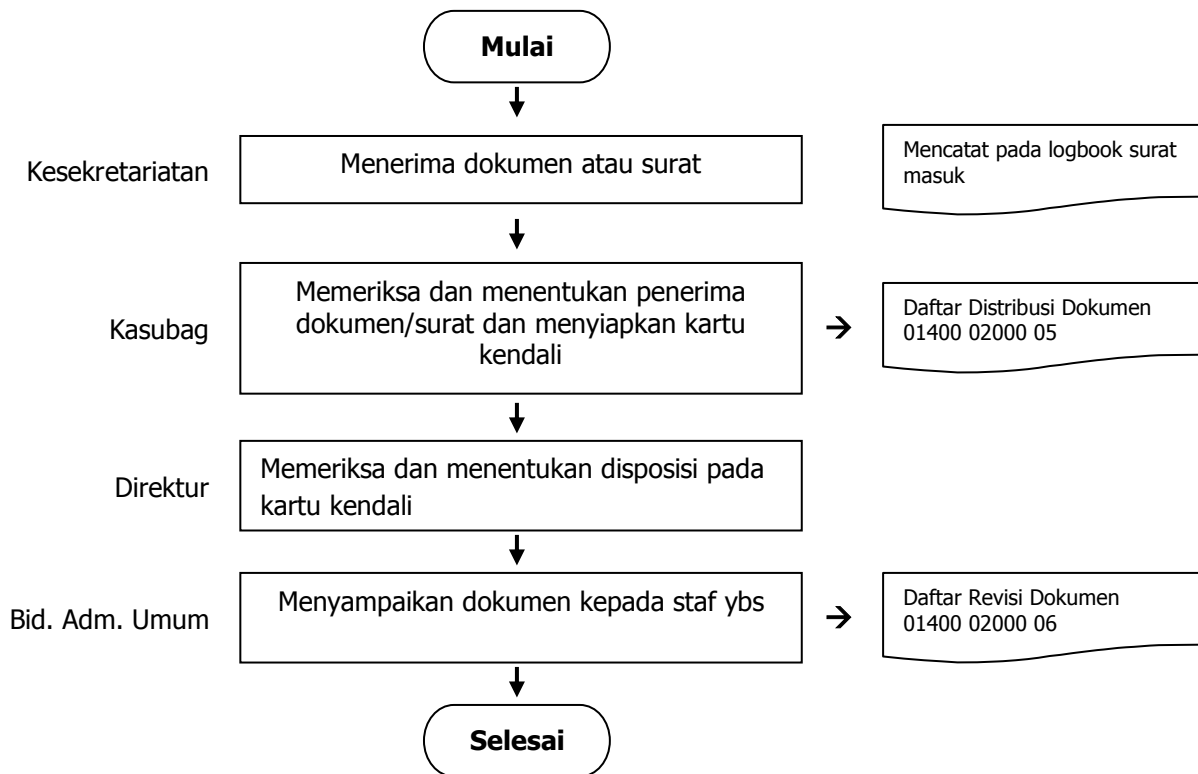 Mulai
Kesekretariatan
Menerima dokumen atau surat
Mencatat pada logbook surat
masuk
Kasubag
Memeriksa dan menentukan penerima
dokumen/surat dan menyiapkan kartu
kendali
Daftar Distribusi Dokumen
01400 02000 05
Direktur
Memeriksa dan menentukan disposisi pada
kartu kendali
Bid. Adm. Umum
Menyampaikan dokumen kepada staf ybs
Daftar Revisi Dokumen
01400 02000 06
Selesai